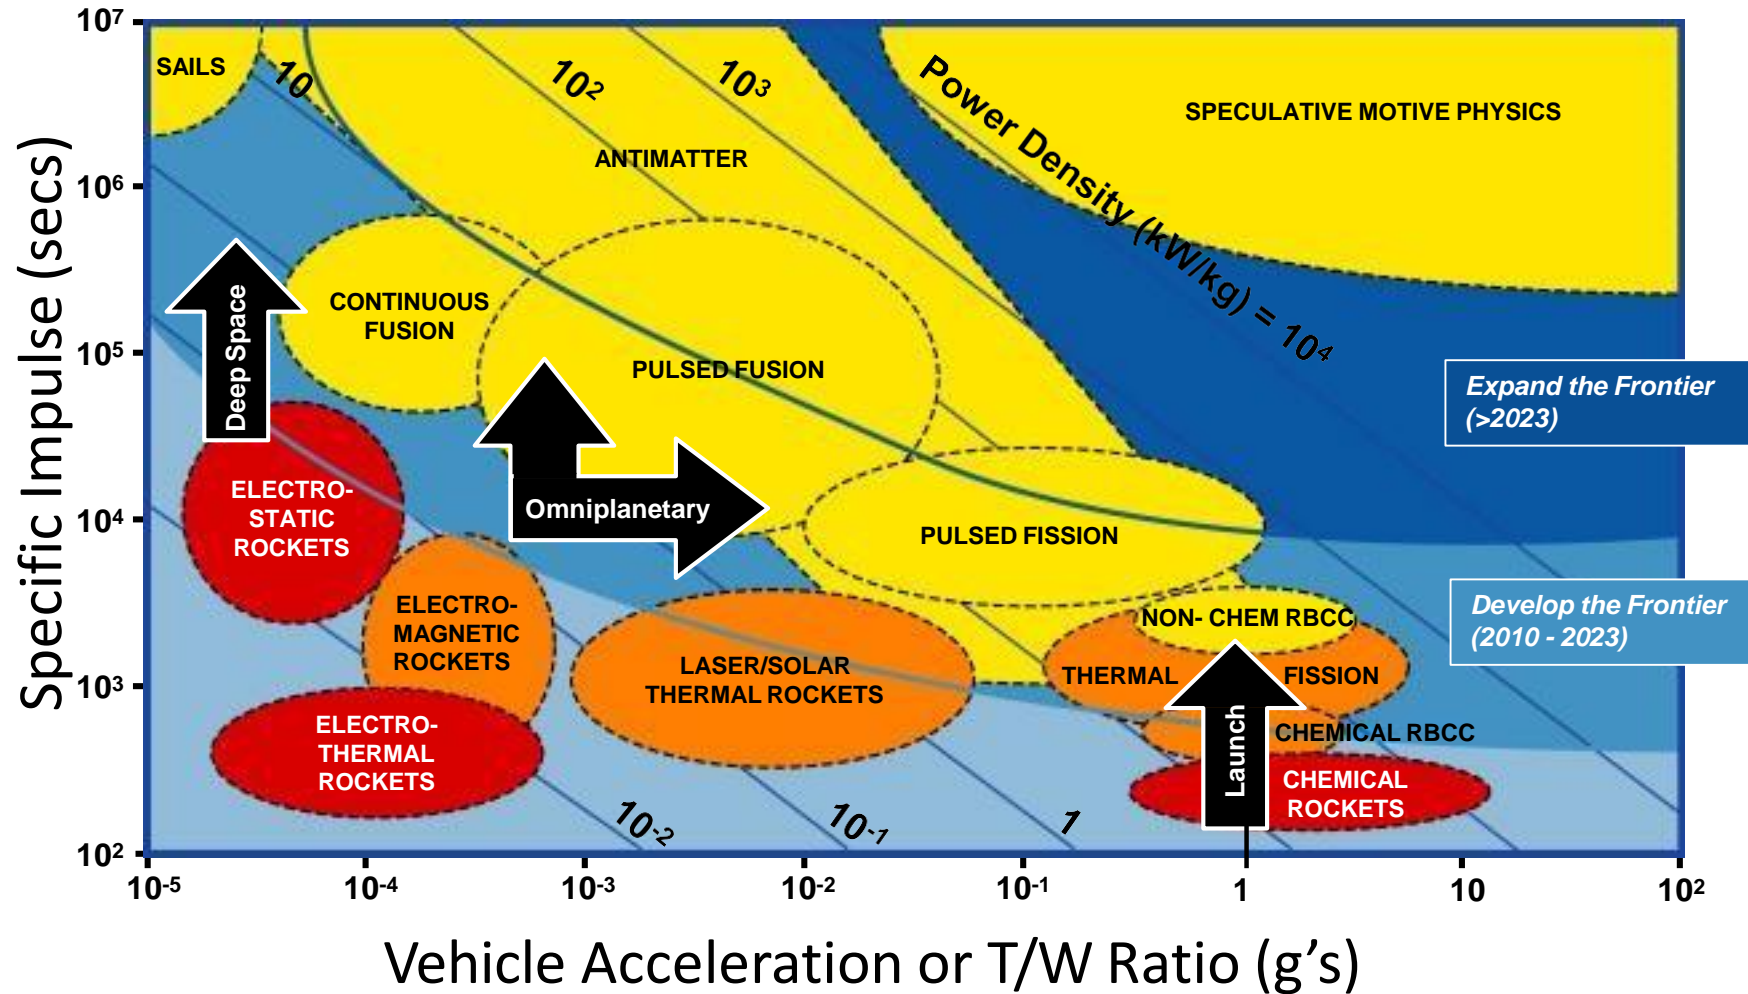 10⁷
10⁶
10⁵
10⁴
10³
10²
Specific Impulse (secs)
SAILS
10
10²
10³
Power Density (kW/kg) = 10⁴
SPECULATIVE MOTIVE PHYSICS
ANTIMATTER
CONTINUOUS
FUSION
PULSED FUSION
Deep Space
Expand the Frontier
(>2023)
ELECTRO-
STATIC
ROCKETS
Omniplanetary
PULSED FISSION
ELECTRO-
MAGNETIC
ROCKETS
NON- CHEM RBCC
Develop the Frontier
(2010 - 2023)
LASER/SOLAR
THERMAL ROCKETS
THERMAL FISSION
ELECTRO-
THERMAL
ROCKETS
CHEMICAL RBCC
Launch
CHEMICAL
ROCKETS
10-2
10-1
1
10-5
10-4
10-3
10-2
10-1
1
10
10²
Vehicle Acceleration or T/W Ratio (g’s)